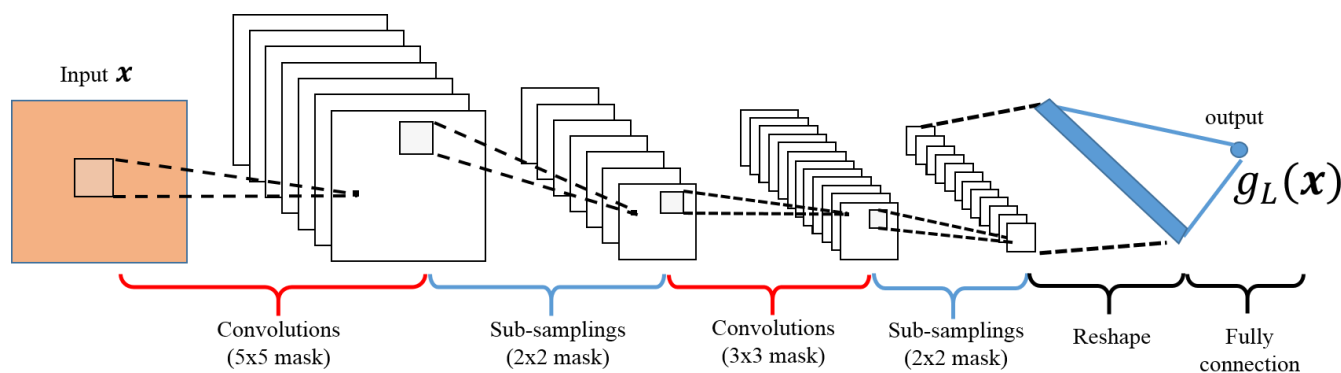 Input x
output
g_L(x)
Convolutions
(5x5 mask)
Sub-samplings
(2x2 mask)
Convolutions
(3x3 mask)
Sub-samplings
(2x2 mask)
Reshape
Fully
connection